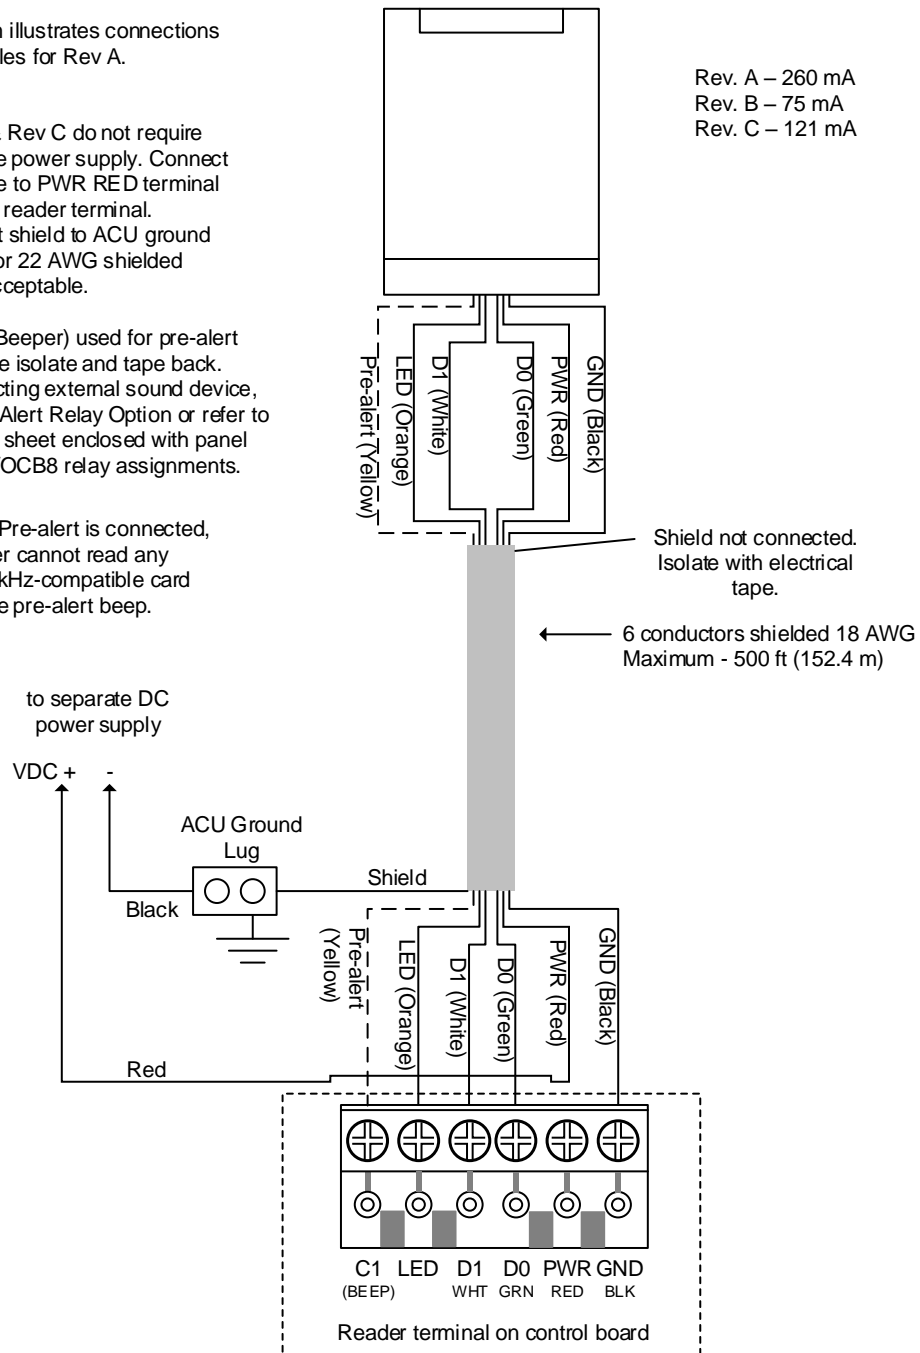 illustrates connections
for Rev A.
Rev. A – 260 mA
Rev. B – 75 mA
Rev. C – 121 mA
Rev C do not require
power supply. Connect
to PWR RED terminal
reader terminal.
shield to ACU ground
or 22 AWG shielded
Beeper) used for pre-alert
isolate and tape back.
external sound device,
Alert Relay Option or refer to
sheet enclosed with panel
OCB8 relay assignments.
Pre-alert is connected,
cannot read any
kHz-compatible card
pre-alert beep.
Pre-alert (Yellow)
LED (Orange)
D1 (White)
D0 (Green)
PWR (Red)
GND (Black)
Shield not connected.
Isolate with electrical
tape.
6 conductors shielded 18 AWG
Maximum - 500 ft (152.4 m)
to separate DC
power supply
VDC + -
ACU Ground
Lug
Shield
Black
Pre-alert
(Yellow)
LED (Orange)
D1 (White)
D0 (Green)
PWR (Red)
GND (Black)
Red
C1 LED D1 D0 PWR GND
(BEEP) WHT GRN RED BLK
Reader terminal on control board